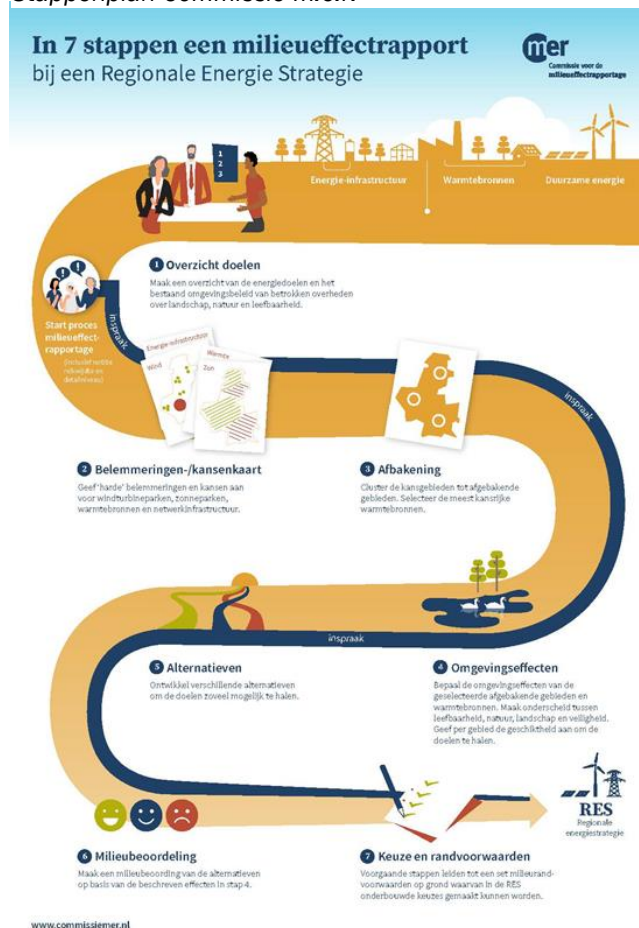 Stappenplan commissie m.e.r.
In 7 stappen een milieueffectrapport
bij een Regionale Energie Strategie
mer
Commissie voor de
milieueffectrapportage
1
2
3
Energie-infrastructuur
Warmtebronnen
Duurzame energie
1 Overzicht doelen
Maak een overzicht van de energiedoelen en het
bestaand omgevingsbeleid van betrokken overheden
over landschap, natuur en leefbaarheid.
Start proces
milieueffect-
rapportage
(inclusief notitie
reikwijdte en
detailniveau)
inspraak
Energie-infrastructuur
Wind
Warmte
Zon
inspraak
2 Belemmeringen-/kansenkaart
Geef 'harde' belemmeringen en kansen aan
voor windturbineparken, zonneparken,
warmtebronnen en netwerkinfrastructuur.
3 Afbakening
Cluster de kansgebieden tot afgebakende
gebieden. Selecteer de meest kansrijke
warmtebronnen.
inspraak
5 Alternatieven
Ontwikkel verschillende alternatieven
om de doelen zoveel mogelijk te halen.
4 Omgevingseffecten
Bepaal de omgevingseffecten van de
geselecteerde afgebakende gebieden en
warmtebronnen. Maak onderscheid tussen
leefbaarheid, natuur, landschap en veiligheid.
Geef per gebied de geschiktheid aan om de
doelen te halen.
RES
Regionale
energiestrategie
6 Milieubeoordeling
Maak een milieubeoordeling van de alternatieven
op basis van de beschreven effecten in stap 4.
7 Keuze en randvoorwaarden
Voorgaande stappen leiden tot een set milieurand-
voorwaarden op grond waarvan in de RES
onderbouwde keuzes gemaakt kunnen worden.
www.commissiemer.nl